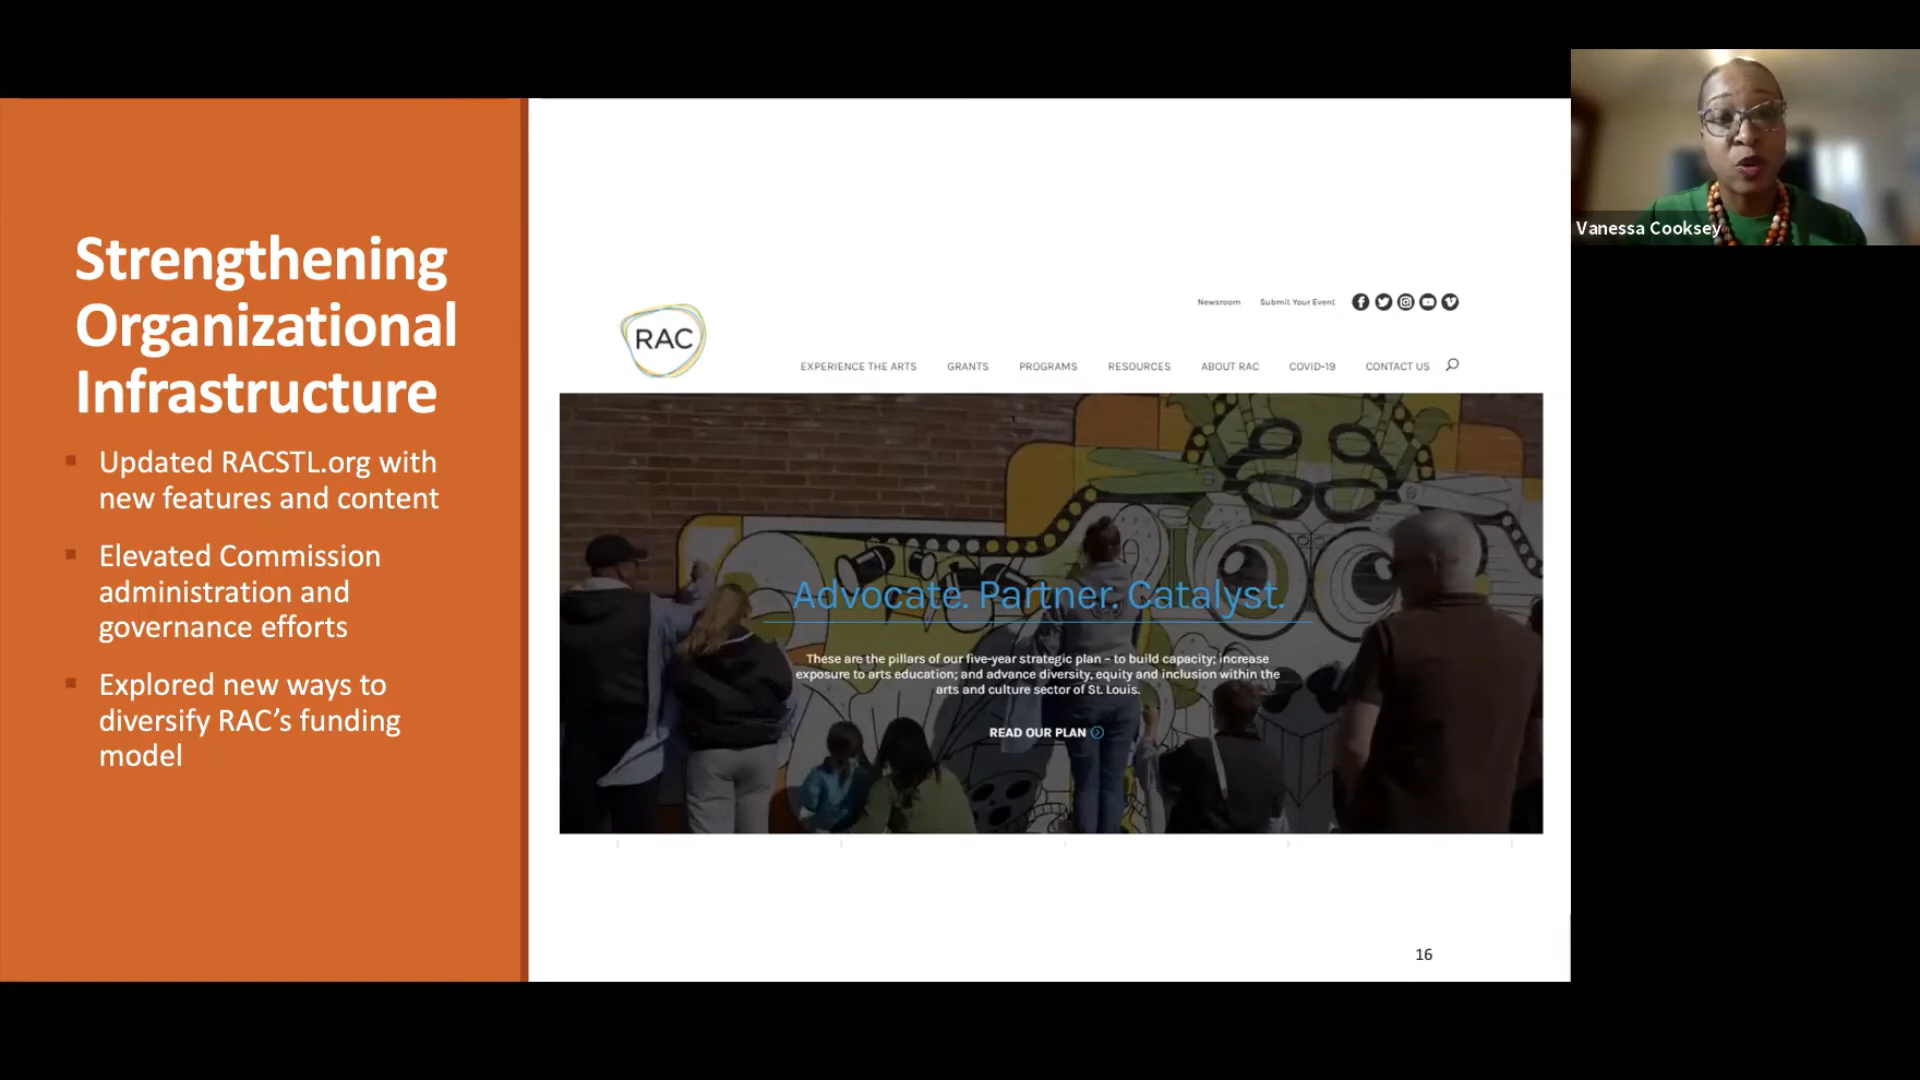 Strengthening
Organizational
Infrastructure
Updated RACSTL.org with
new features and content
Elevated Commission
administration and
governance efforts
Explored new ways to
diversify RAC’s funding
model
Newsroom Submit Your Event
RAC
EXPERIENCE THE ARTS GRANTS PROGRAMS RESOURCES ABOUT RAC COVID-19 CONTACT US
Advocate. Partner. Catalyst.
These are the pillars of our five-year strategic plan – to build capacity; increase
exposure to arts education; and advance diversity, equity and inclusion within the
arts and culture sector of St. Louis.
READ OUR PLAN
16
Vanessa Cooksey